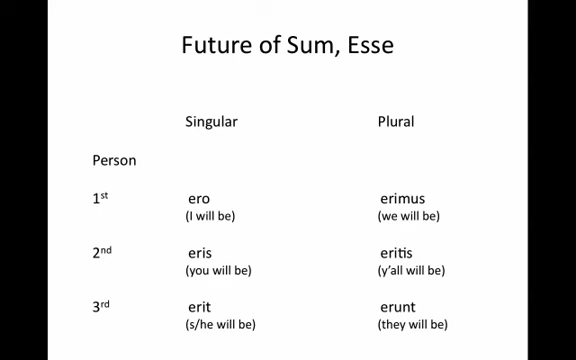 Future of Sum, Esse
Singular Plural
Person
1st ero erimus
(I will be) (we will be)
2nd eris eritis
(you will be) (y'all will be)
3rd erit erunt
(s/he will be) (they will be)